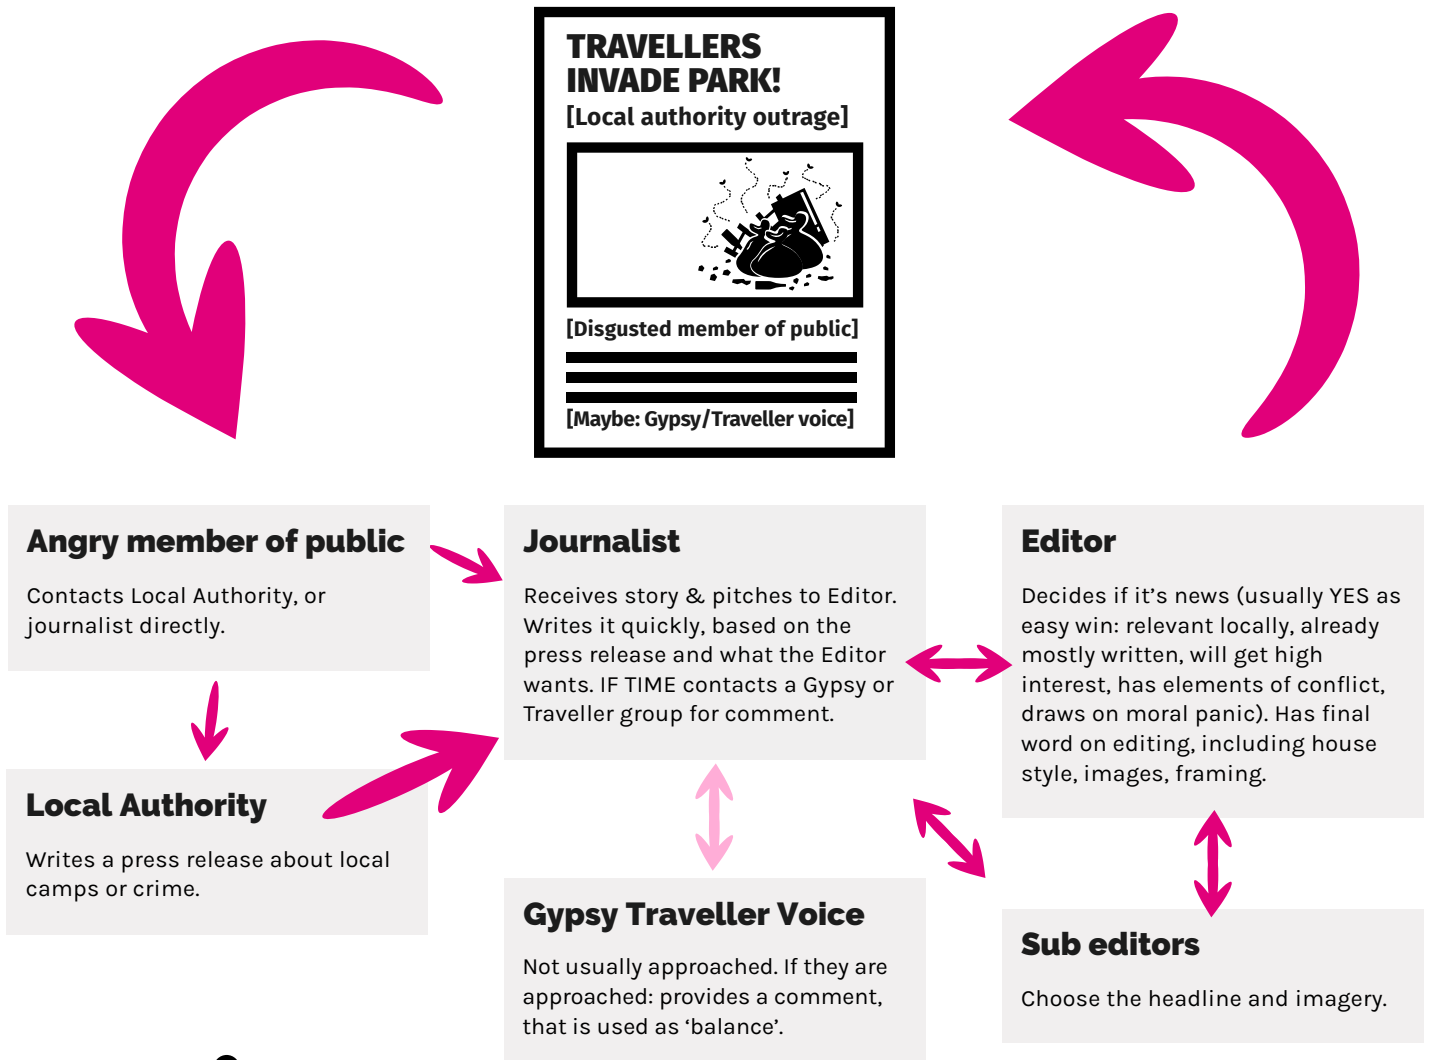 TRAVELLERS
INVADE PARK!
[Local authority outrage]
[Disgusted member of public]
[Maybe: Gypsy/Traveller voice]
Angry member of public
Contacts Local Authority, or
journalist directly.
Local Authority
Writes a press release about local
camps or crime.
Journalist
Receives story & pitches to Editor.
Writes it quickly, based on the
press release and what the Editor
wants. IF TIME contacts a Gypsy or
Traveller group for comment.
Gypsy Traveller Voice
Not usually approached. If they are
approached: provides a comment,
that is used as ‘balance’.
Editor
Decides if it’s news (usually YES as
easy win: relevant locally, already
mostly written, will get high
interest, has elements of conflict,
draws on moral panic). Has final
word on editing, including house
style, images, framing.
Sub editors
Choose the headline and imagery.